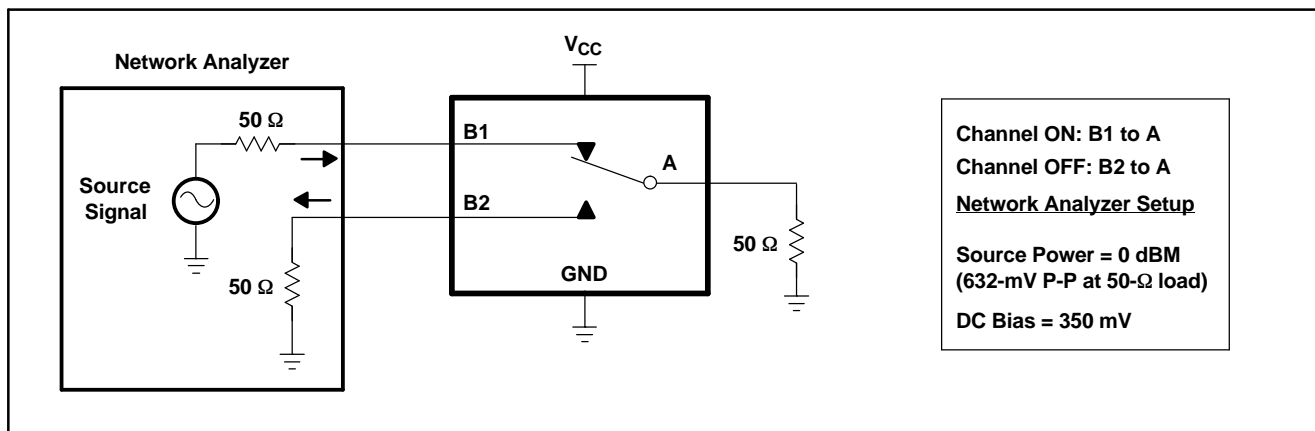 Network Analyzer
50 Ω
Source
Signal
50 Ω
VCC
B1
A
B2
GND
50 Ω
Channel ON: B1 to A
Channel OFF: B2 to A
Network Analyzer Setup
Source Power = 0 dBM
(632-mV P-P at 50-Ω load)
DC Bias = 350 mV